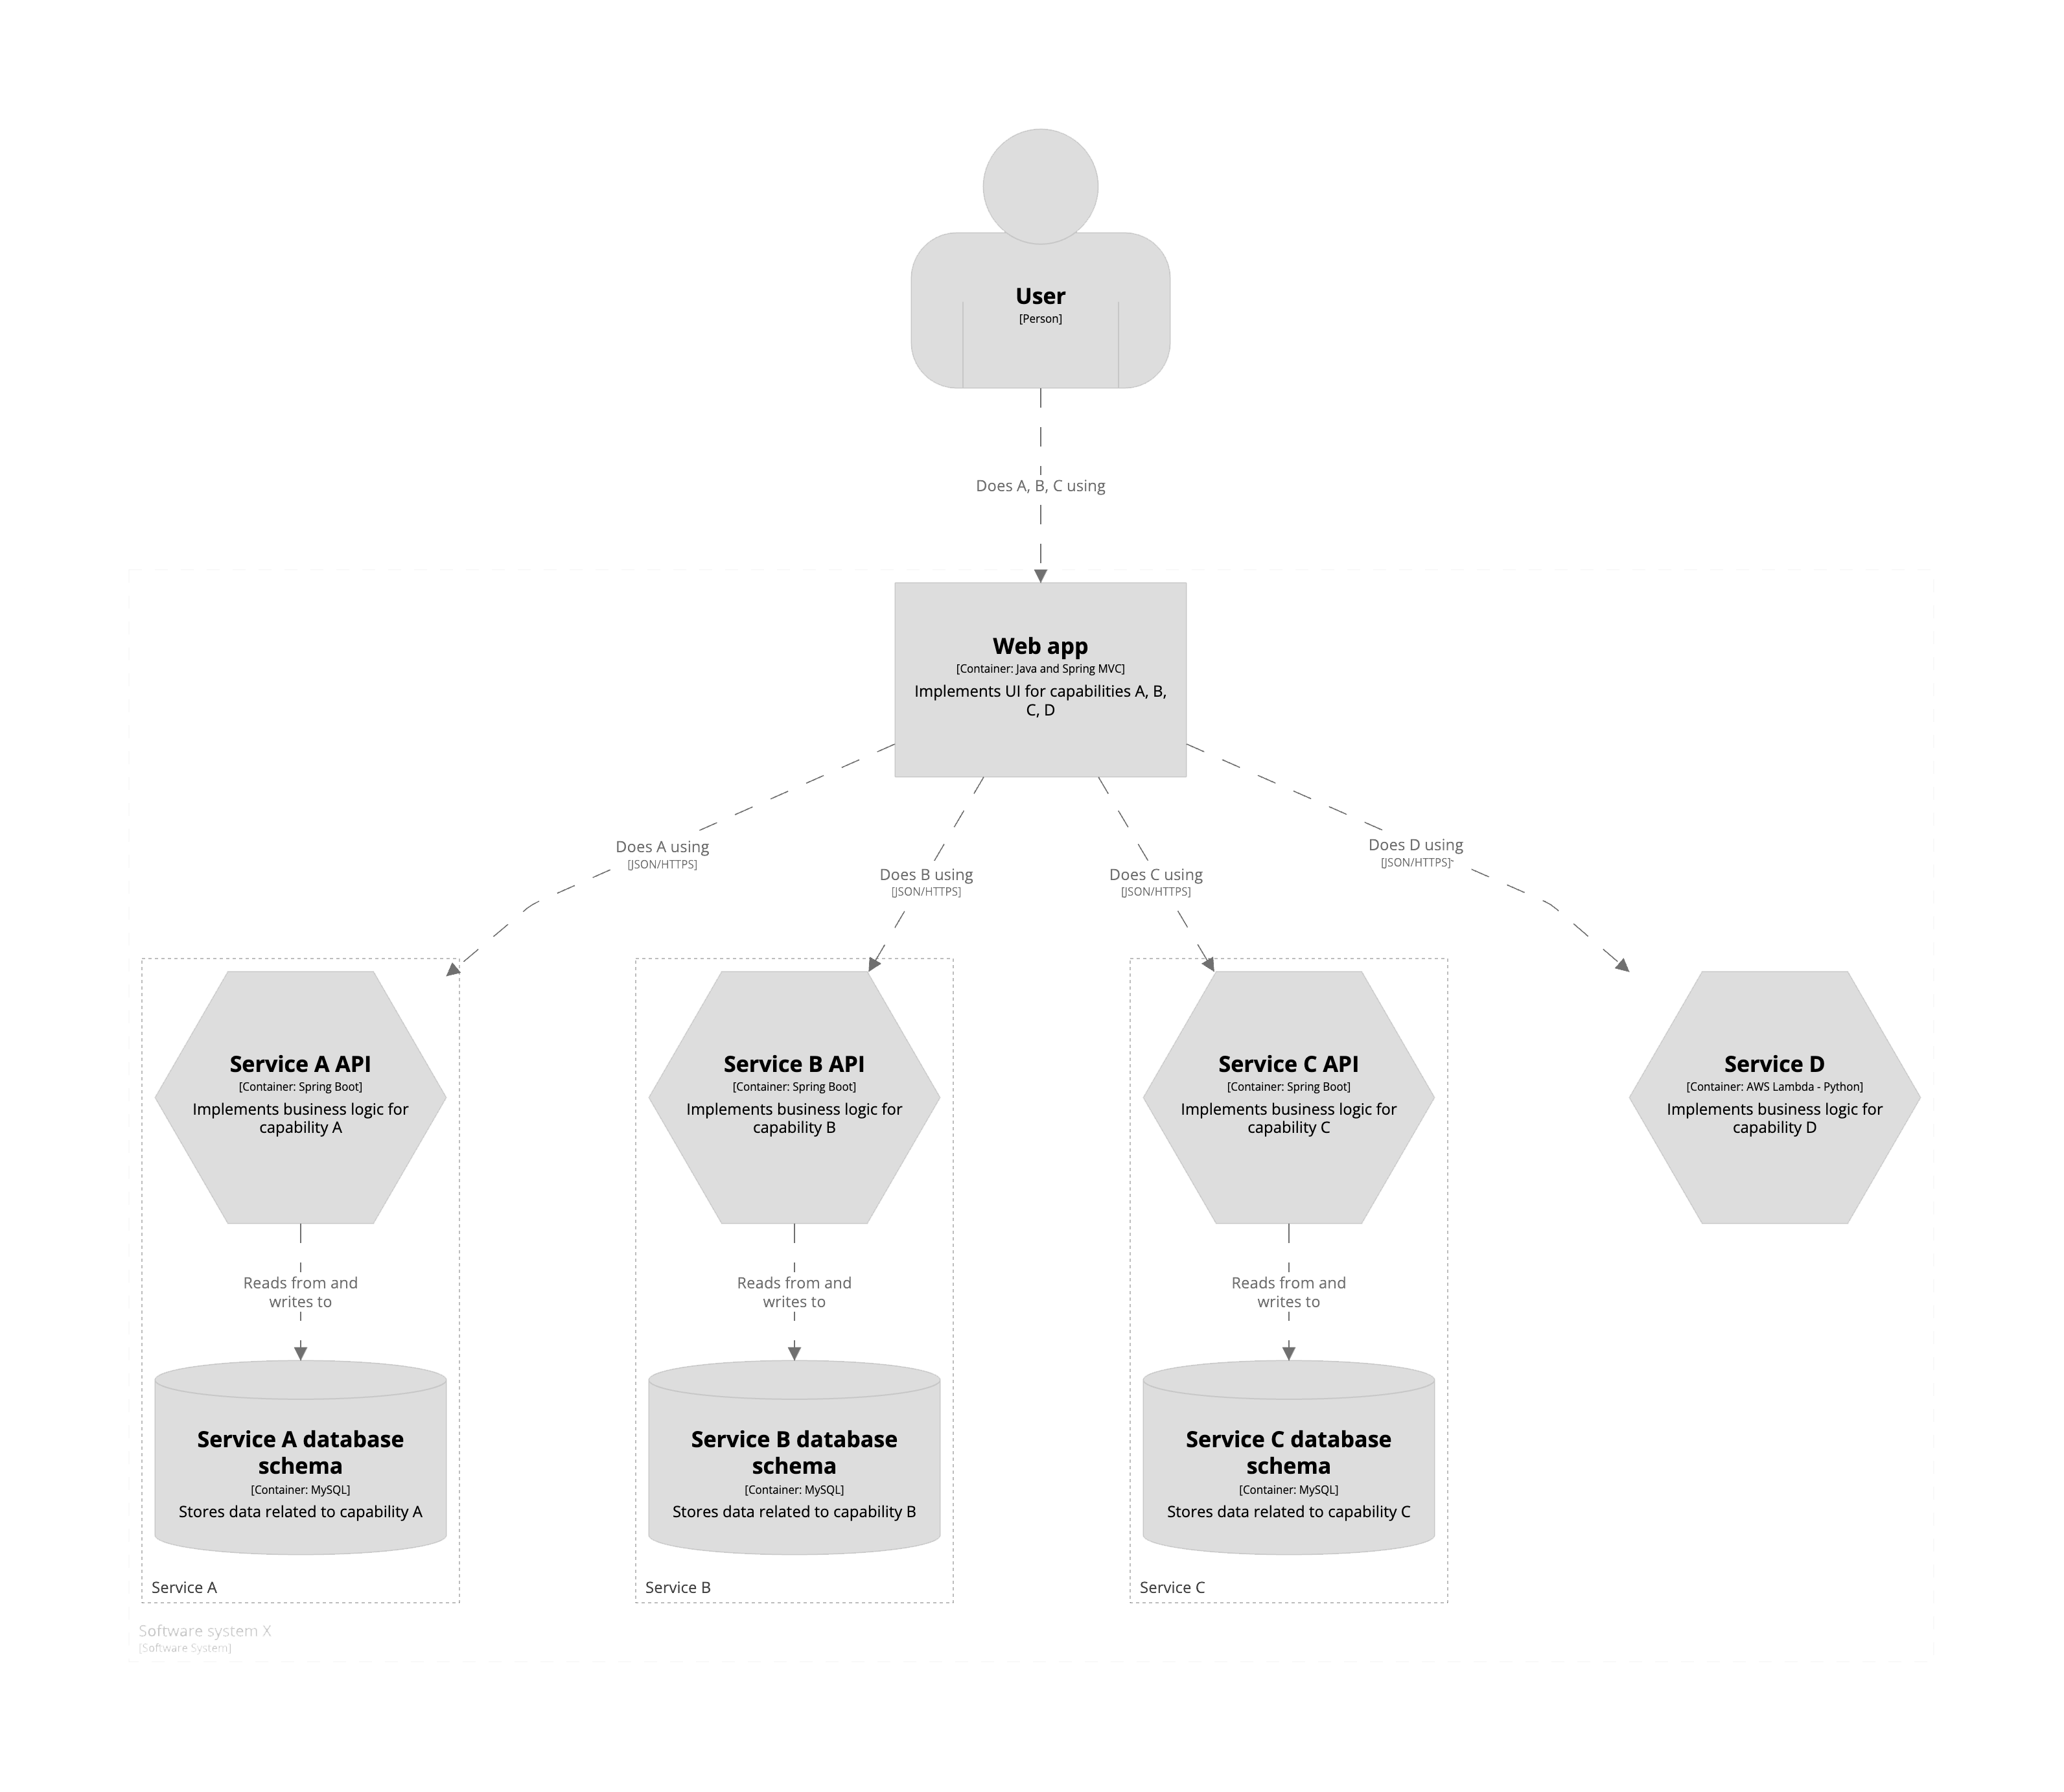 User
[Person]
Does A, B, C using
Web app
[Container: Java and Spring MVC]
Implements UI for capabilities A, B,
C, D
Does A using
[JSON/HTTPS]
Does B using
[JSON/HTTPS]
Does C using
[JSON/HTTPS]
Does D using
[JSON/HTTPS]`
Service A API
[Container: Spring Boot]
Implements business logic for
capability A
Service B API
[Container: Spring Boot]
Implements business logic for
capability B
Service C API
[Container: Spring Boot]
Implements business logic for
capability C
Service D
[Container: AWS Lambda - Python]
Implements business logic for
capability D
Reads from and
writes to
Reads from and
writes to
Reads from and
writes to
Service A database
schema
[Container: MySQL]
Stores data related to capability A
Service B database
schema
[Container: MySQL]
Stores data related to capability B
Service C database
schema
[Container: MySQL]
Stores data related to capability C
Service A
Service B
Service C
Software system X
[Software System]